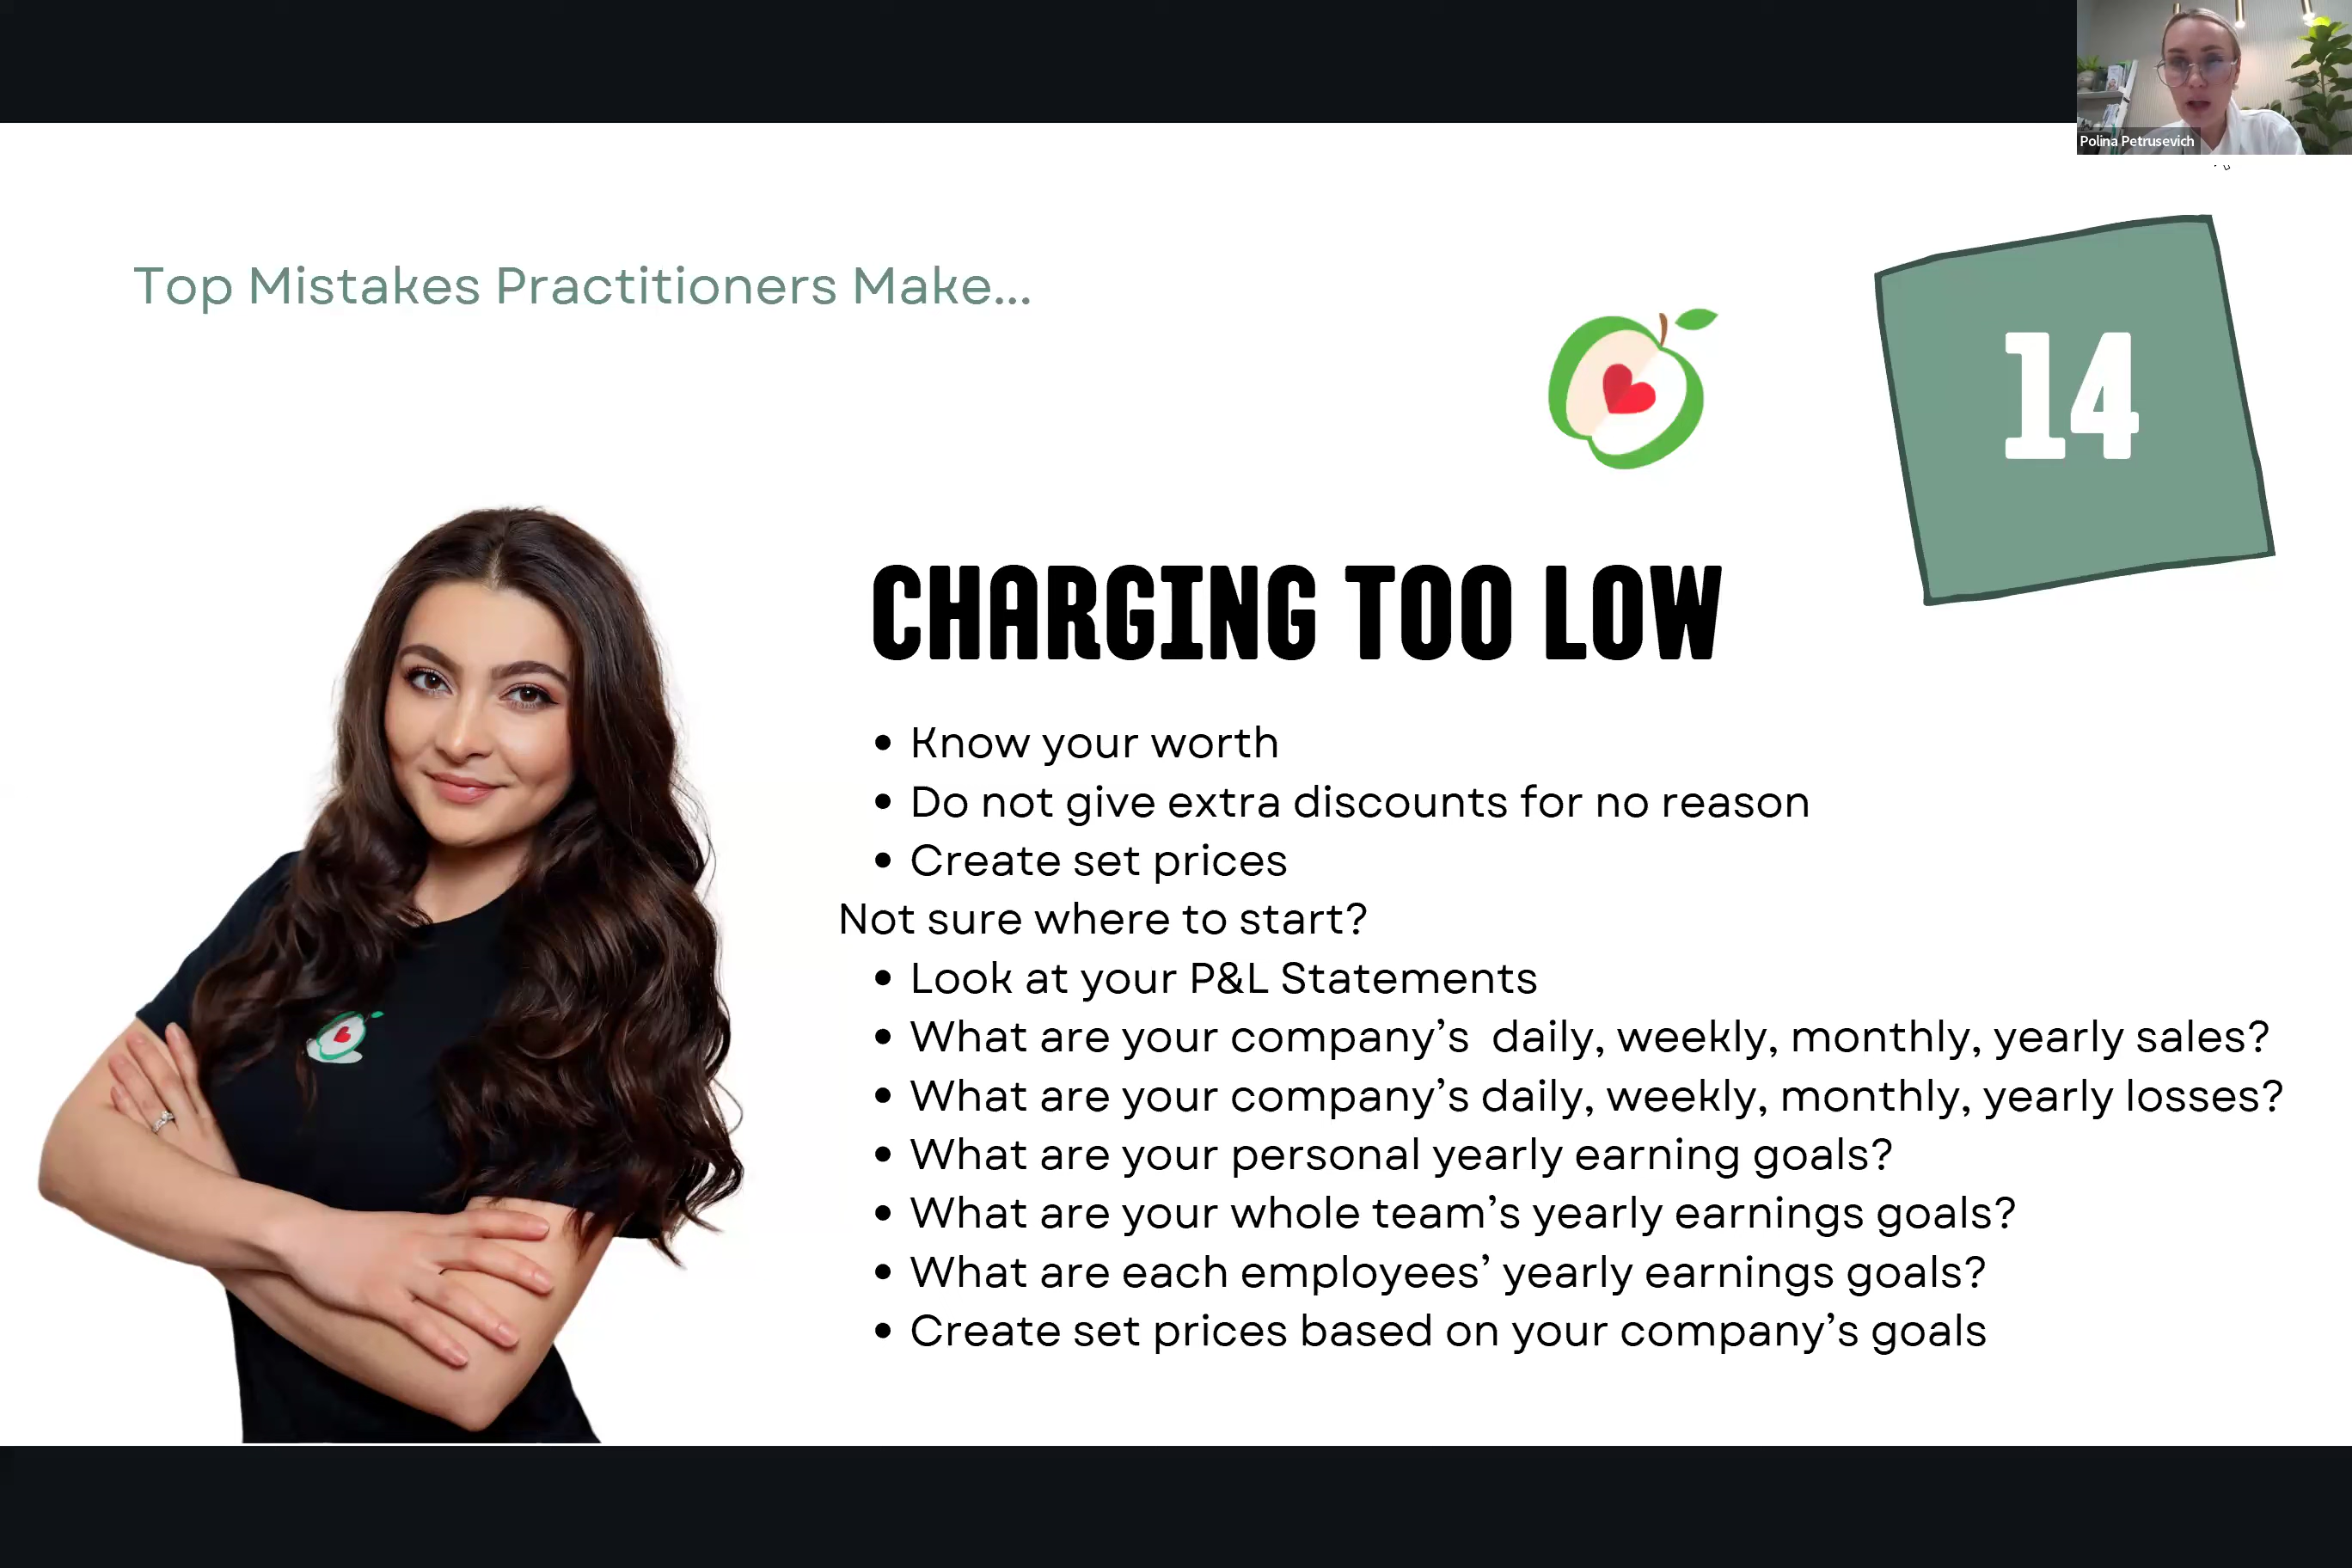 Polina Petrusevich
Top Mistakes Practitioners Make...
14
CHARGING TOO LOW
• Know your worth
• Do not give extra discounts for no reason
• Create set prices
Not sure where to start?
• Look at your P&L Statements
• What are your company’s  daily, weekly, monthly, yearly sales?
• What are your company’s daily, weekly, monthly, yearly losses?
• What are your personal yearly earning goals?
• What are your whole team’s yearly earnings goals?
• What are each employees’ yearly earnings goals?
• Create set prices based on your company’s goals